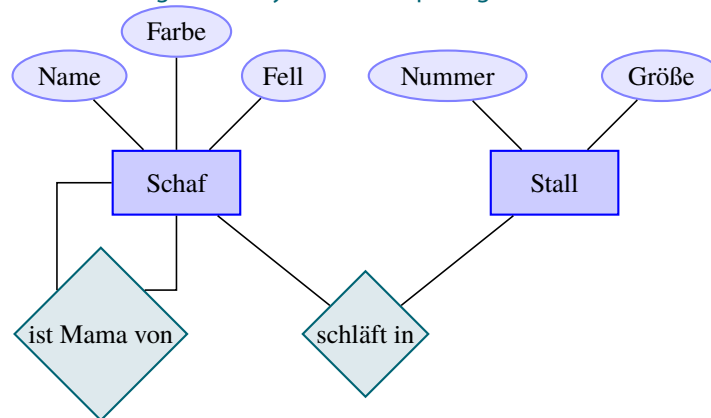 Farbe
Name
Fell
Nummer
Größe
Schaf
Stall
ist Mama von
schläft in